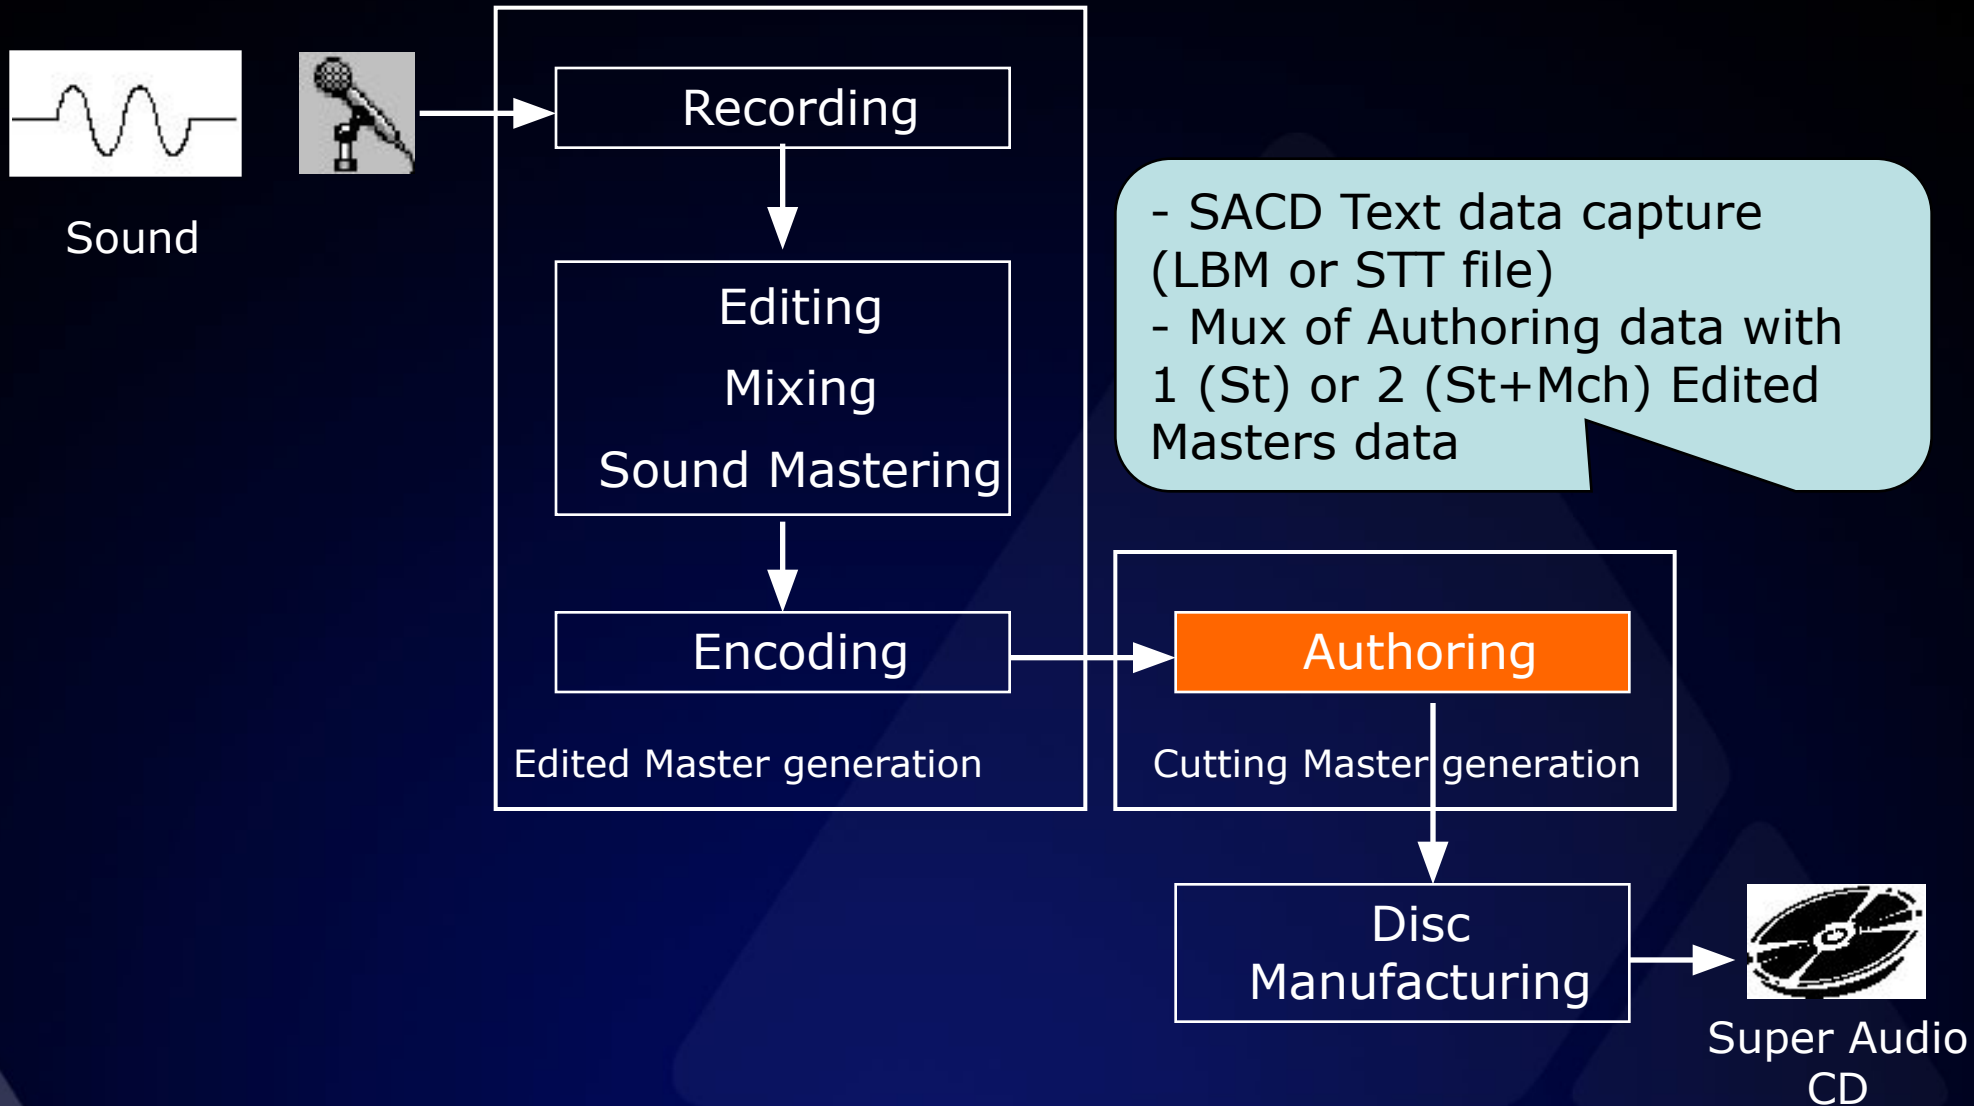 Sound
Recording
Editing
Mixing
Sound Mastering
Encoding
Edited Master generation
- SACD Text data capture
(LBM or STT file)
- Mux of Authoring data with
1 (St) or 2 (St+Mch) Edited
Masters data
Authoring
Cutting Master generation
Disc
Manufacturing
Super Audio
CD